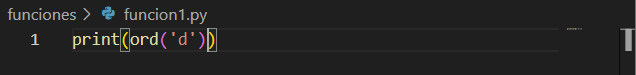 funciones > funcion1.py
1 print(ord('d'))